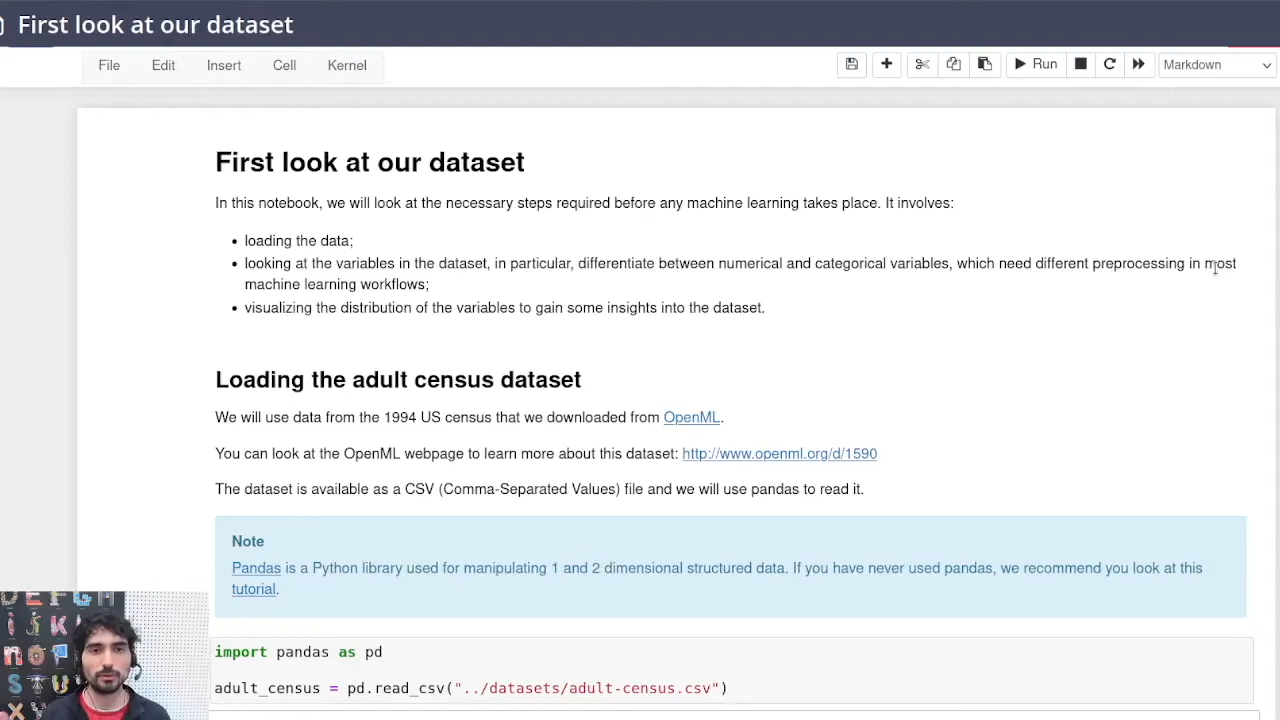 First look at our dataset
File Edit Insert Cell Kernel Run Markdown
First look at our dataset
In this notebook, we will look at the necessary steps required before any machine learning takes place. It involves:
• loading the data;
• looking at the variables in the dataset, in particular, differentiate between numerical and categorical variables, which need different preprocessing in most
machine learning workflows;
• visualizing the distribution of the variables to gain some insights into the dataset.
Loading the adult census dataset
We will use data from the 1994 US census that we downloaded from OpenML.
You can look at the OpenML webpage to learn more about this dataset: http://www.openml.org/d/1590
The dataset is available as a CSV (Comma-Separated Values) file and we will use pandas to read it.
Note
Pandas is a Python library used for manipulating 1 and 2 dimensional structured data. If you have never used pandas, we recommend you look at this
tutorial.
import pandas as pd
adult_census = pd.read_csv("../datasets/adult-census.csv")